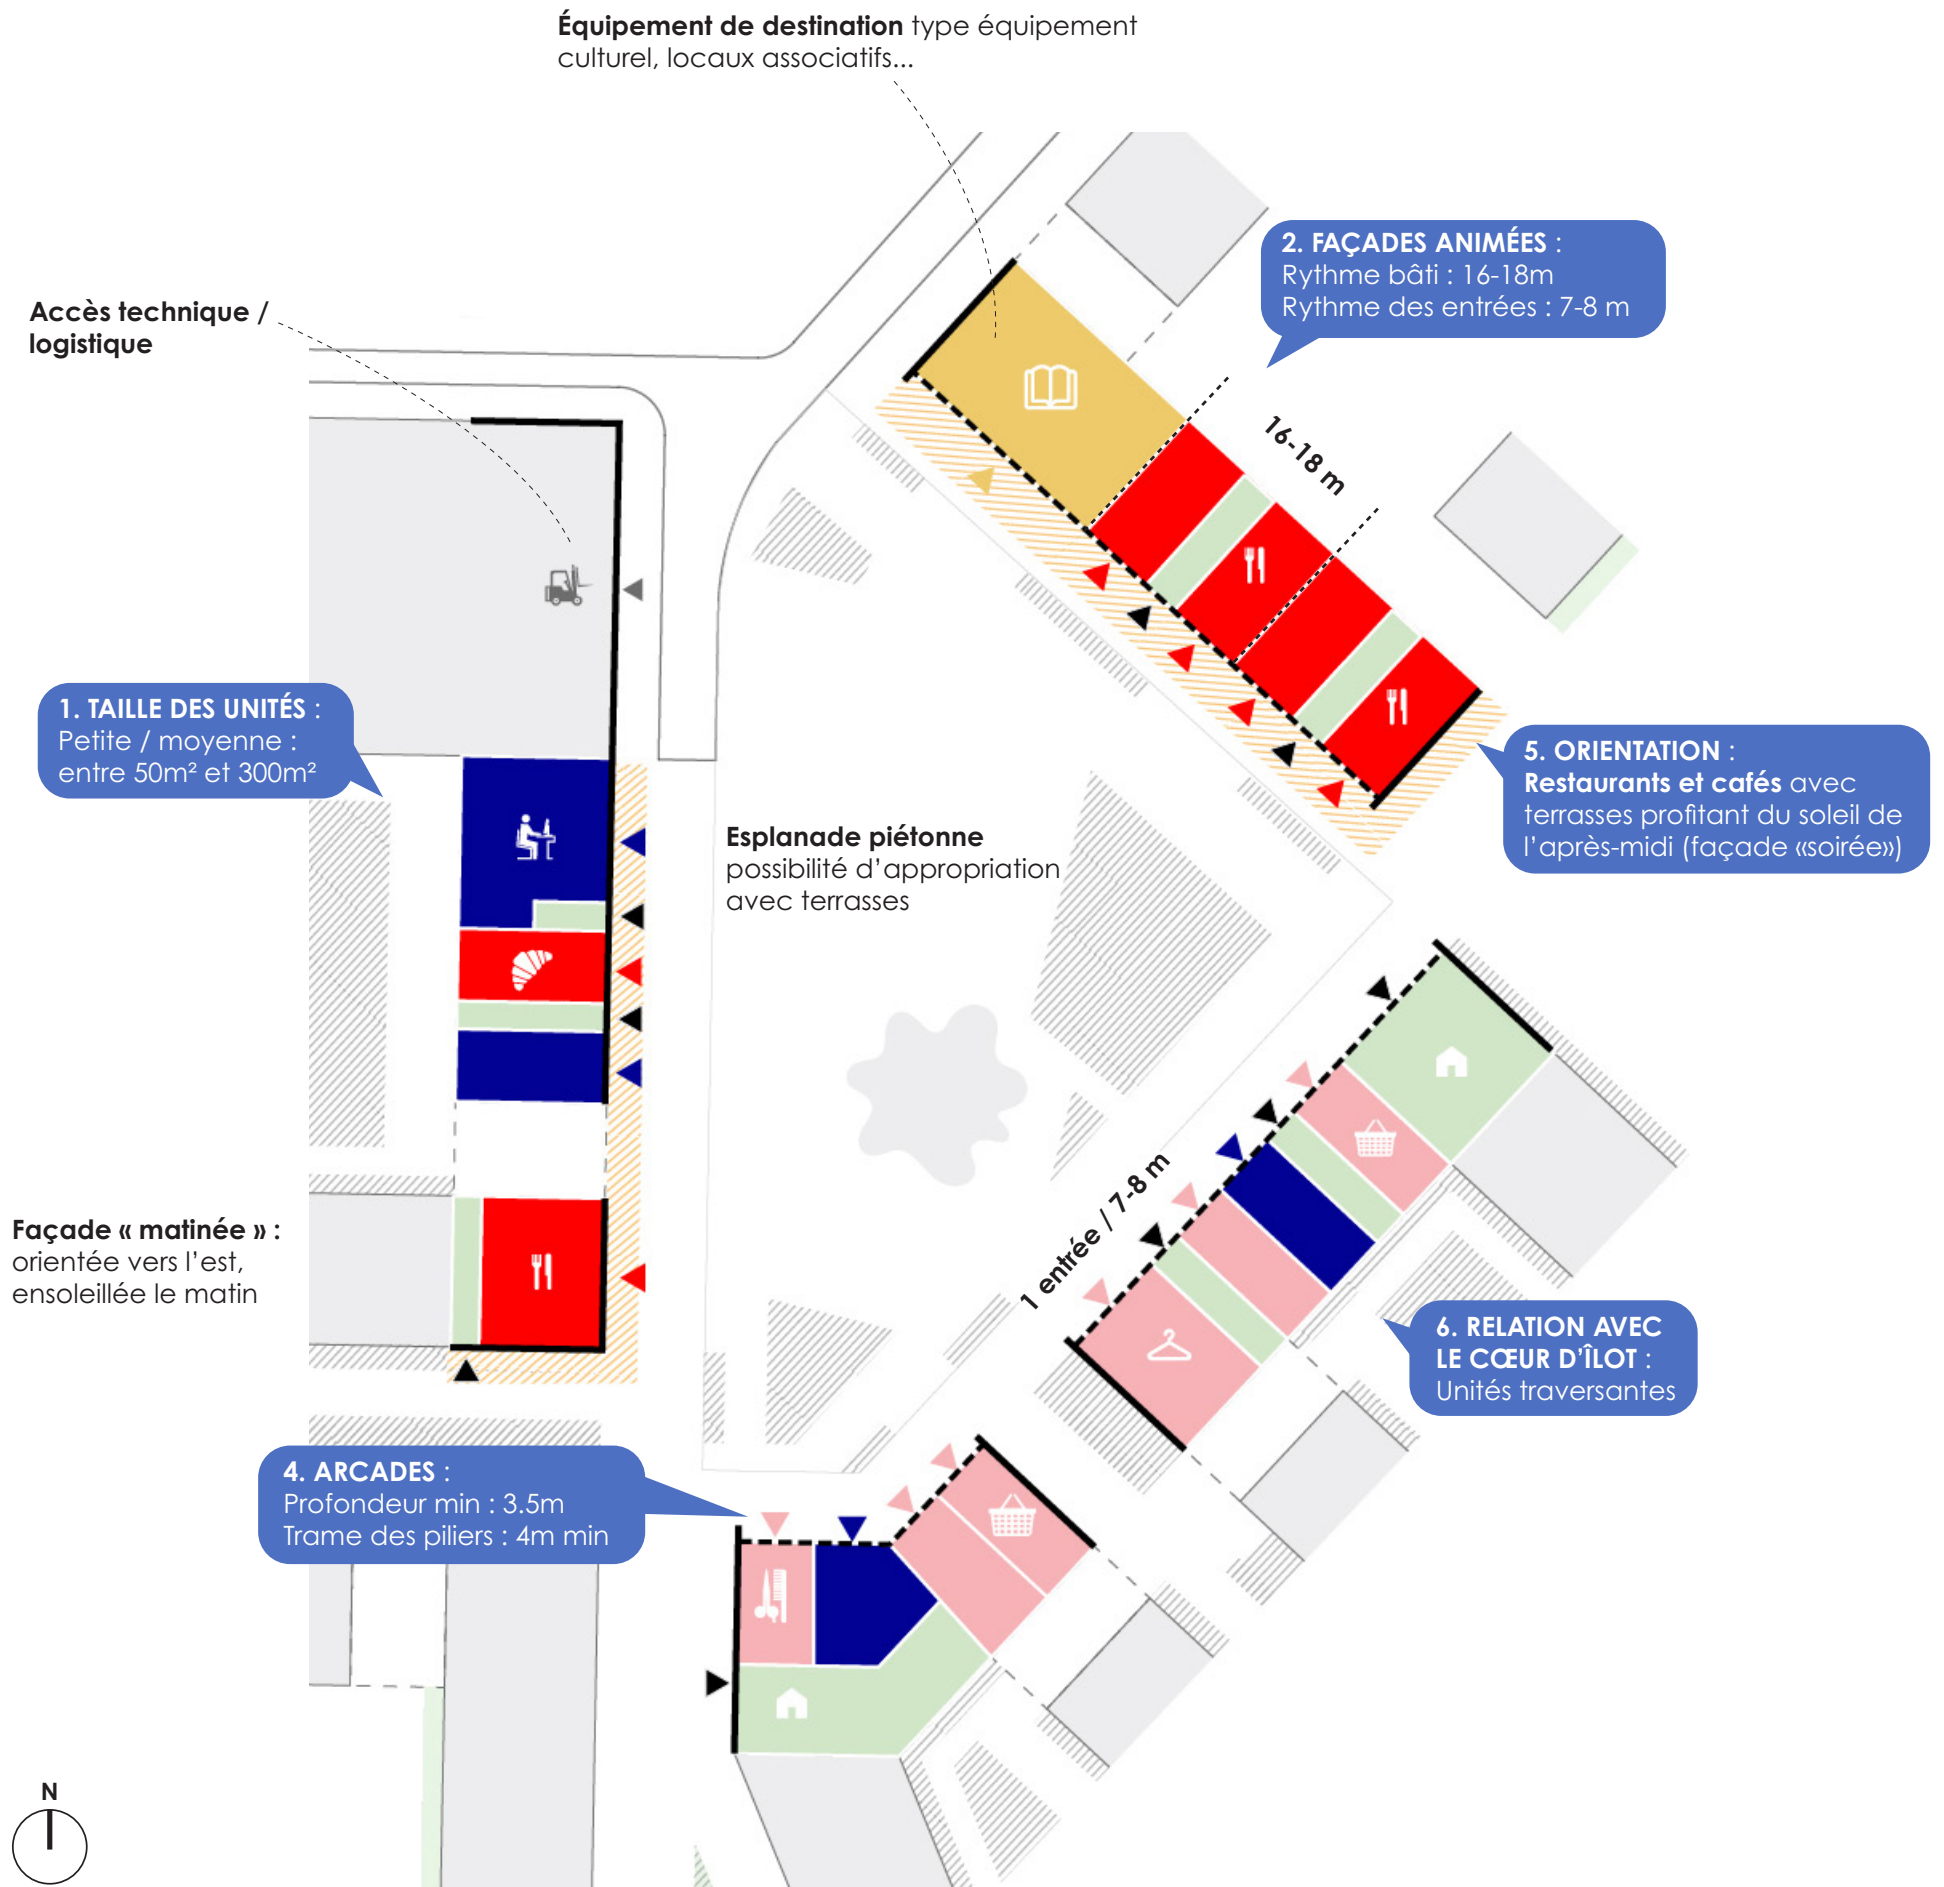 Équipement de destination type équipement
culturel, locaux associatifs...
2. FAÇADES ANIMÉES :
Rythme bâti : 16-18m
Rythme des entrées : 7-8 m
Accès technique /
logistique
16-18 m
1. TAILLE DES UNITÉS :
Petite / moyenne :
entre 50m² et 300m²
5. ORIENTATION :
Restaurants et cafés avec
terrasses profitant du soleil de
l'après-midi (façade «soirée»)
Esplanade piétonne
possibilité d'appropriation
avec terrasses
1 entrée / 7-8 m
Façade « matinée » :
orientée vers l'est,
ensoleillée le matin
6. RELATION AVEC
LE CŒUR D'ÎLOT :
Unités traversantes
4. ARCADES :
Profondeur min : 3.5m
Trame des piliers : 4m min
N